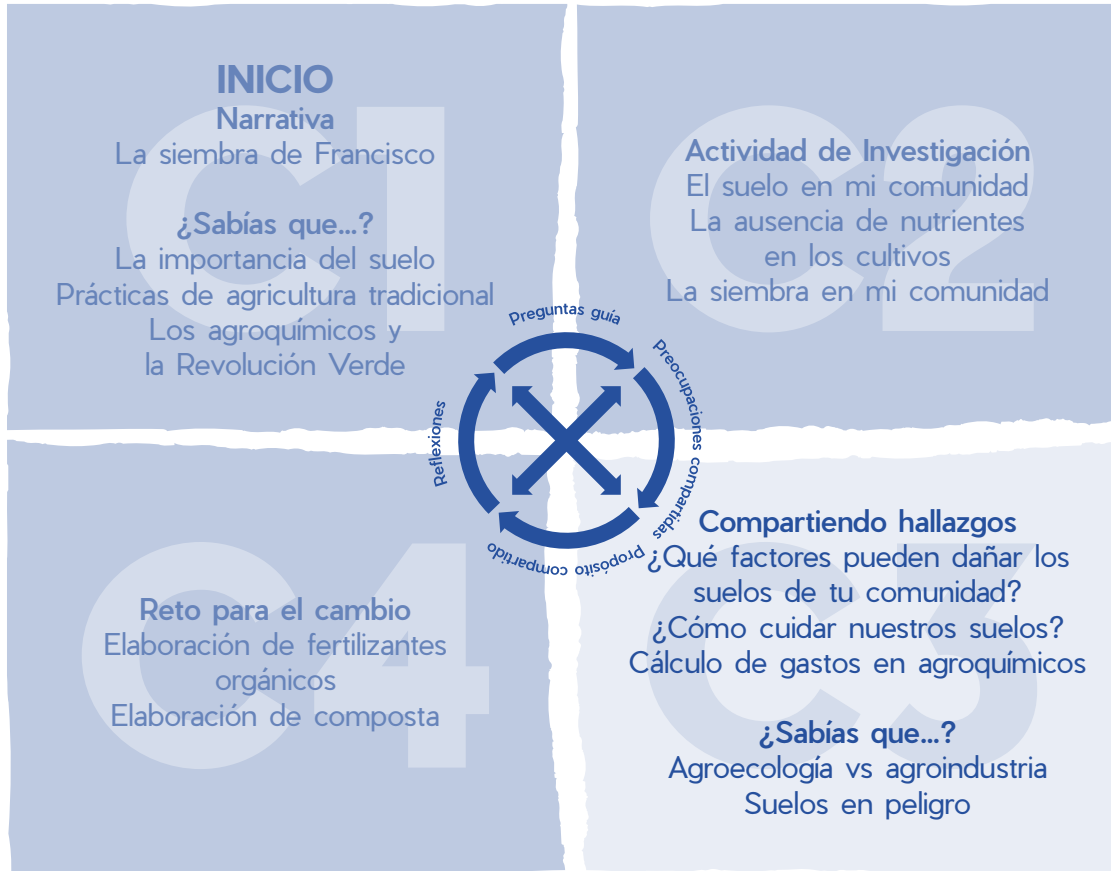 C1
INICIO
Narrativa
La siembra de Francisco
¿Sabías que...?
La importancia del suelo
Prácticas de agricultura tradicional
Los agroquímicos y
la Revolución Verde
C2
Actividad de Investigación
El suelo en mi comunidad
La ausencia de nutrientes
en los cultivos
La siembra en mi comunidad
Preguntas guía
Preocupaciones compartidas
Propósito compartido
Reflexiones
C3
Compartiendo hallazgos
¿Qué factores pueden dañar los
suelos de tu comunidad?
¿Cómo cuidar nuestros suelos?
Cálculo de gastos en agroquímicos
¿Sabías que...?
Agroecología vs agroindustria
Suelos en peligro
C4
Reto para el cambio
Elaboración de fertilizantes
orgánicos
Elaboración de composta